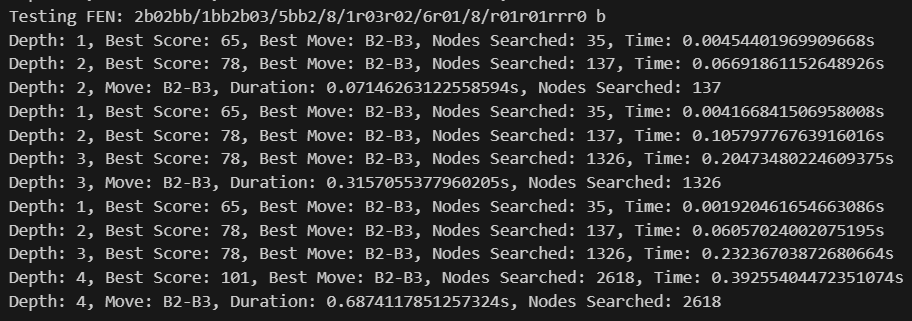 Testing FEN: 2b02bb/1bb2b03/5bb2/8/1r03r02/6r01/8/r01r01rrr0 b
Depth: 1, Best Score: 65, Best Move: B2-B3, Nodes Searched: 35, Time: 0.00454401969909668s
Depth: 2, Best Score: 78, Best Move: B2-B3, Nodes Searched: 137, Time: 0.06691861152648926s
Depth: 2, Move: B2-B3, Duration: 0.07146263122558594s, Nodes Searched: 137
Depth: 1, Best Score: 65, Best Move: B2-B3, Nodes Searched: 35, Time: 0.004166841506958008s
Depth: 2, Best Score: 78, Best Move: B2-B3, Nodes Searched: 137, Time: 0.10579776763916016s
Depth: 3, Best Score: 78, Best Move: B2-B3, Nodes Searched: 1326, Time: 0.20473480224609375s
Depth: 3, Move: B2-B3, Duration: 0.3157055377960205s, Nodes Searched: 1326
Depth: 1, Best Score: 65, Best Move: B2-B3, Nodes Searched: 35, Time: 0.001920461654663086s
Depth: 2, Best Score: 78, Best Move: B2-B3, Nodes Searched: 137, Time: 0.06057024002075195s
Depth: 3, Best Score: 78, Best Move: B2-B3, Nodes Searched: 1326, Time: 0.23236703872680664s
Depth: 4, Best Score: 101, Best Move: B2-B3, Nodes Searched: 2618, Time: 0.39255404472351074s
Depth: 4, Move: B2-B3, Duration: 0.6874117851257324s, Nodes Searched: 2618